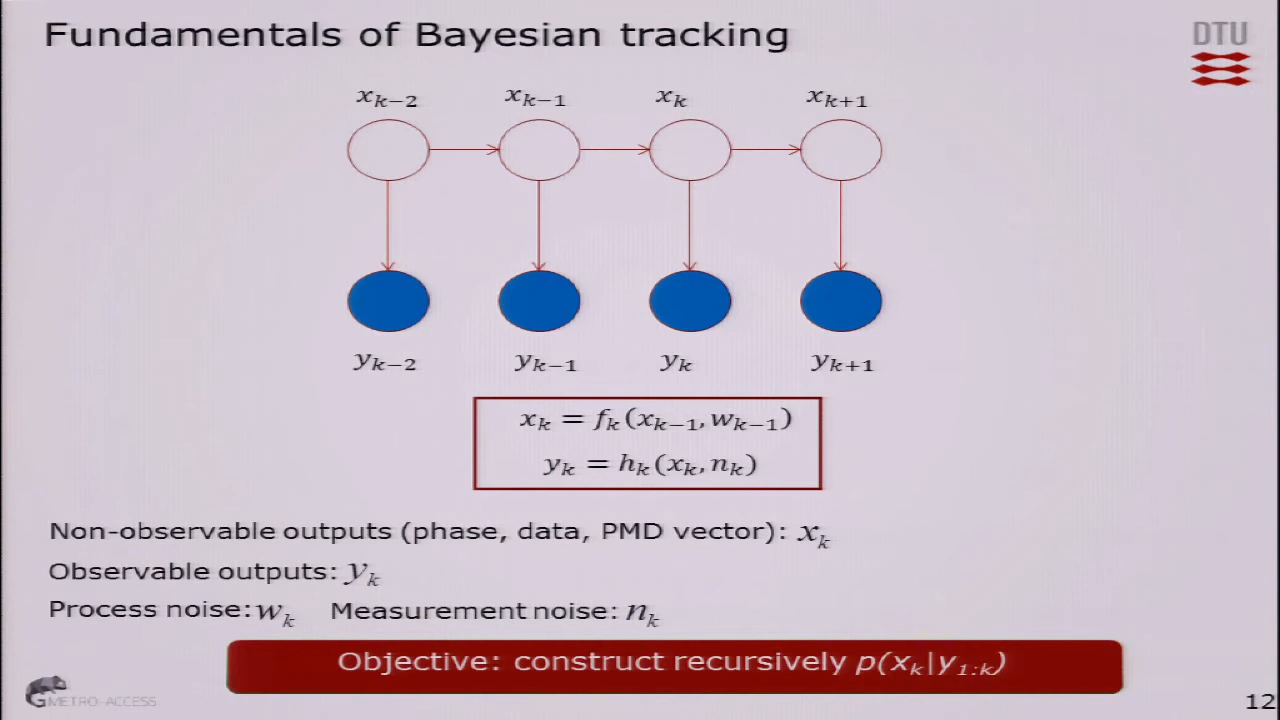 Fundamentals of Bayesian tracking
DTU
x_{k-2} x_{k-1} x_k x_{k+1}
y_{k-2} y_{k-1} y_k y_{k+1}
x_k = f_k(x_{k-1}, w_{k-1})
y_k = h_k(x_k, n_k)
Non-observable outputs (phase, data, PMD vector): x_k
Observable outputs: y_k
Process noise: w_k Measurement noise: n_k
Objective: construct recursively p(x_k|y_{1:k})
GMETRO-ACCESS
12